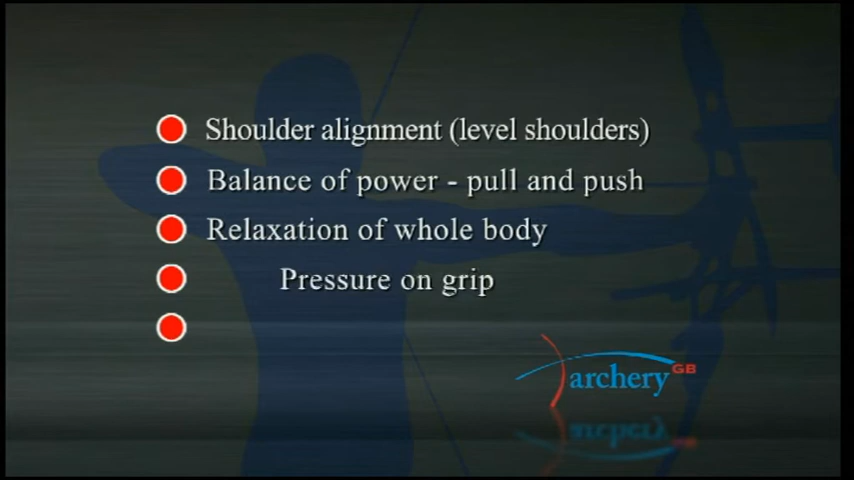 Shoulder alignment (level shoulders)
Balance of power - pull and push
Relaxation of whole body
Pressure on grip
archery GB